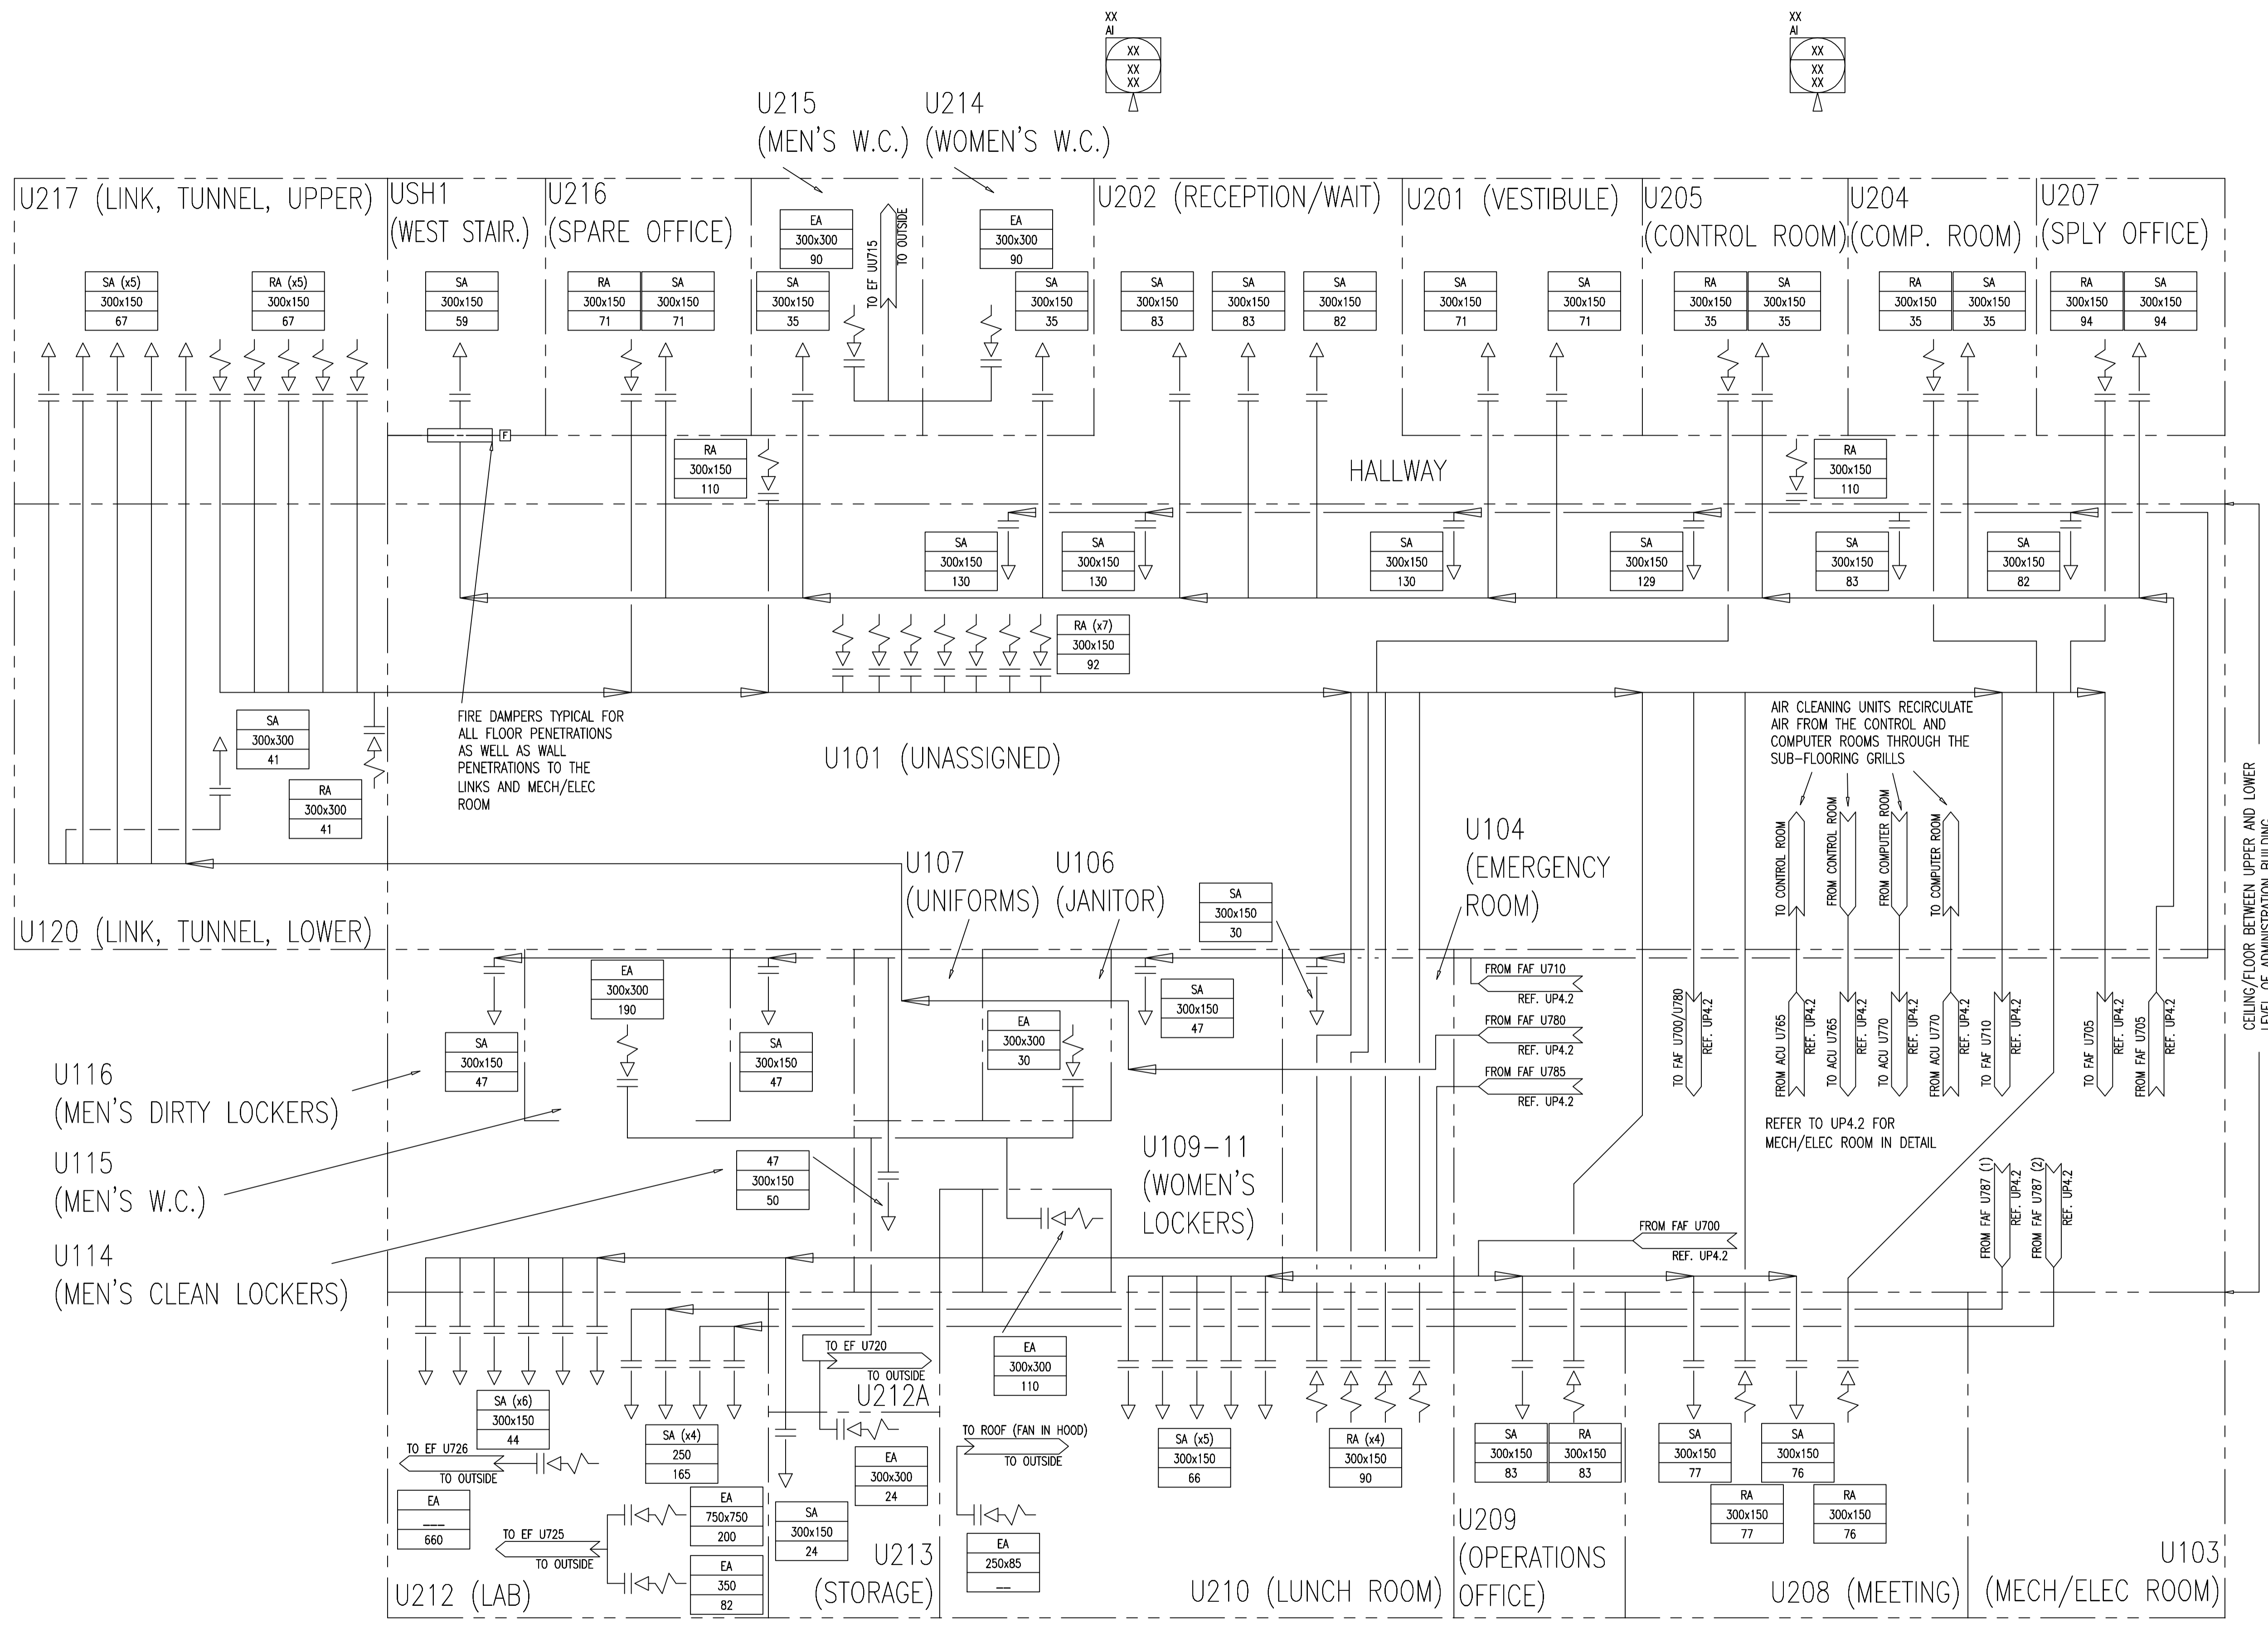 XX
AI
XX
XX
XX
XX
AI
XX
XX
XX
U215
(MEN'S W.C.)
U214
(WOMEN'S W.C.)
U217 (LINK, TUNNEL, UPPER)
USH1
(WEST STAIR.)
U216
(SPARE OFFICE)
U202 (RECEPTION/WAIT)
U201 (VESTIBULE)
U205
(CONTROL ROOM)
U204
(COMP. ROOM)
U207
(SPLY OFFICE)
EA
300x300
90
TO EF UU715
TO OUTSIDE
EA
300x300
90
SA (x5)
300x150
67
RA (x5)
300x150
67
SA
300x150
59
RA
300x150
71
SA
300x150
71
SA
300x150
35
SA
300x150
35
SA
300x150
83
SA
300x150
83
SA
300x150
82
SA
300x150
71
SA
300x150
71
RA
300x150
35
SA
300x150
35
RA
300x150
35
SA
300x150
35
RA
300x150
94
SA
300x150
94
F
RA
300x150
110
HALLWAY
RA
300x150
110
SA
300x150
130
SA
300x150
130
SA
300x150
130
SA
300x150
129
SA
300x150
83
SA
300x150
82
RA (x7)
300x150
92
FIRE DAMPERS TYPICAL FOR
ALL FLOOR PENETRATIONS
AS WELL AS WALL
PENETRATIONS TO THE
LINKS AND MECH/ELEC
ROOM
SA
300x300
41
RA
300x300
41
U101 (UNASSIGNED)
AIR CLEANING UNITS RECIRCULATE
AIR FROM THE CONTROL AND
COMPUTER ROOMS THROUGH THE
SUB-FLOORING GRILLS
TO CONTROL ROOM
FROM CONTROL ROOM
FROM COMPUTER ROOM
TO COMPUTER ROOM
CEILING/FLOOR BETWEEN UPPER AND LOWER
LEVEL OF ADMINISTRATION BUILDING
U107
(UNIFORMS)
U106
(JANITOR)
U104
(EMERGENCY
ROOM)
SA
300x150
30
U120 (LINK, TUNNEL, LOWER)
EA
300x300
190
SA
300x150
47
SA
300x150
47
EA
300x300
30
SA
300x150
47
FROM FAF U710
REF. UP4.2
FROM FAF U780
REF. UP4.2
FROM FAF U785
REF. UP4.2
TO FAF U700/U780
REF. UP4.2
FROM ACU U765
REF. UP4.2
TO ACU U765
REF. UP4.2
TO ACU U770
REF. UP4.2
FROM ACU U770
REF. UP4.2
TO FAF U710
REF. UP4.2
TO FAF U705
REF. UP4.2
FROM FAF U705
REF. UP4.2
REFER TO UP4.2 FOR
MECH/ELEC ROOM IN DETAIL
U116
(MEN'S DIRTY LOCKERS)
U115
(MEN'S W.C.)
U114
(MEN'S CLEAN LOCKERS)
47
300x150
50
U109-11
(WOMEN'S
LOCKERS)
FROM FAF U787 (1)
REF. UP4.2
FROM FAF U787 (2)
REF. UP4.2
FROM FAF U700
REF. UP4.2
TO EF U720
TO OUTSIDE
U212A
EA
300x300
110
SA (x6)
300x150
44
SA (x4)
250
165
TO EF U726
TO OUTSIDE
EA
___
660
TO EF U725
TO OUTSIDE
EA
750x750
200
EA
350
82
SA
300x150
24
EA
300x300
24
TO ROOF (FAN IN HOOD)
TO OUTSIDE
EA
250x85
__
SA (x5)
300x150
66
RA (x4)
300x150
90
SA
300x150
83
RA
300x150
83
SA
300x150
77
SA
300x150
76
RA
300x150
77
RA
300x150
76
U212 (LAB)
U213
(STORAGE)
U210 (LUNCH ROOM)
U209
(OPERATIONS
OFFICE)
U208 (MEETING)
U103
(MECH/ELEC ROOM)